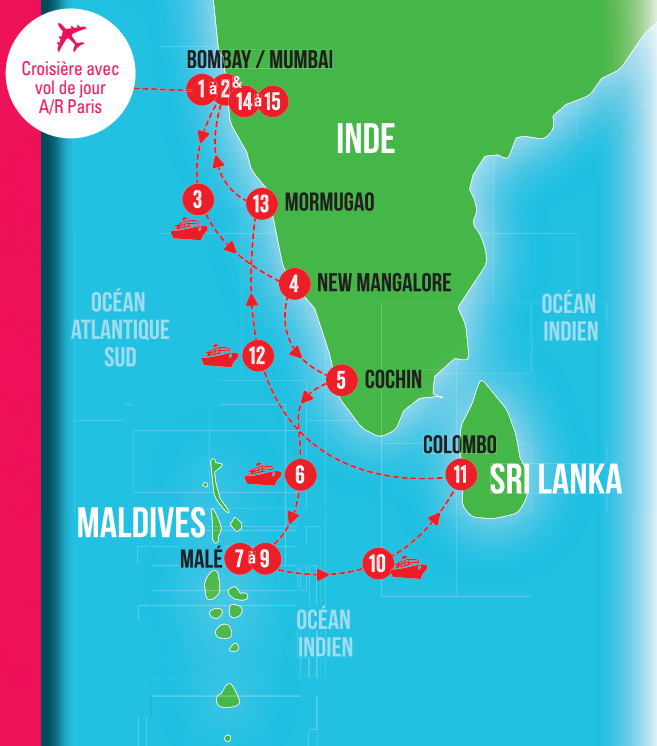 Croisière avec
vol de jour
A/R Paris
BOMBAY / MUMBAI
1 à 2 & 14 à 15
INDE
3
13 MORMUGAO
4 NEW MANGALORE
OCÉAN
ATLANTIQUE
SUD
OCÉAN
INDIEN
12
5 COCHIN
COLOMBO
6
11 SRI LANKA
MALDIVES
MALÉ 7 à 9
10
OCÉAN
INDIEN